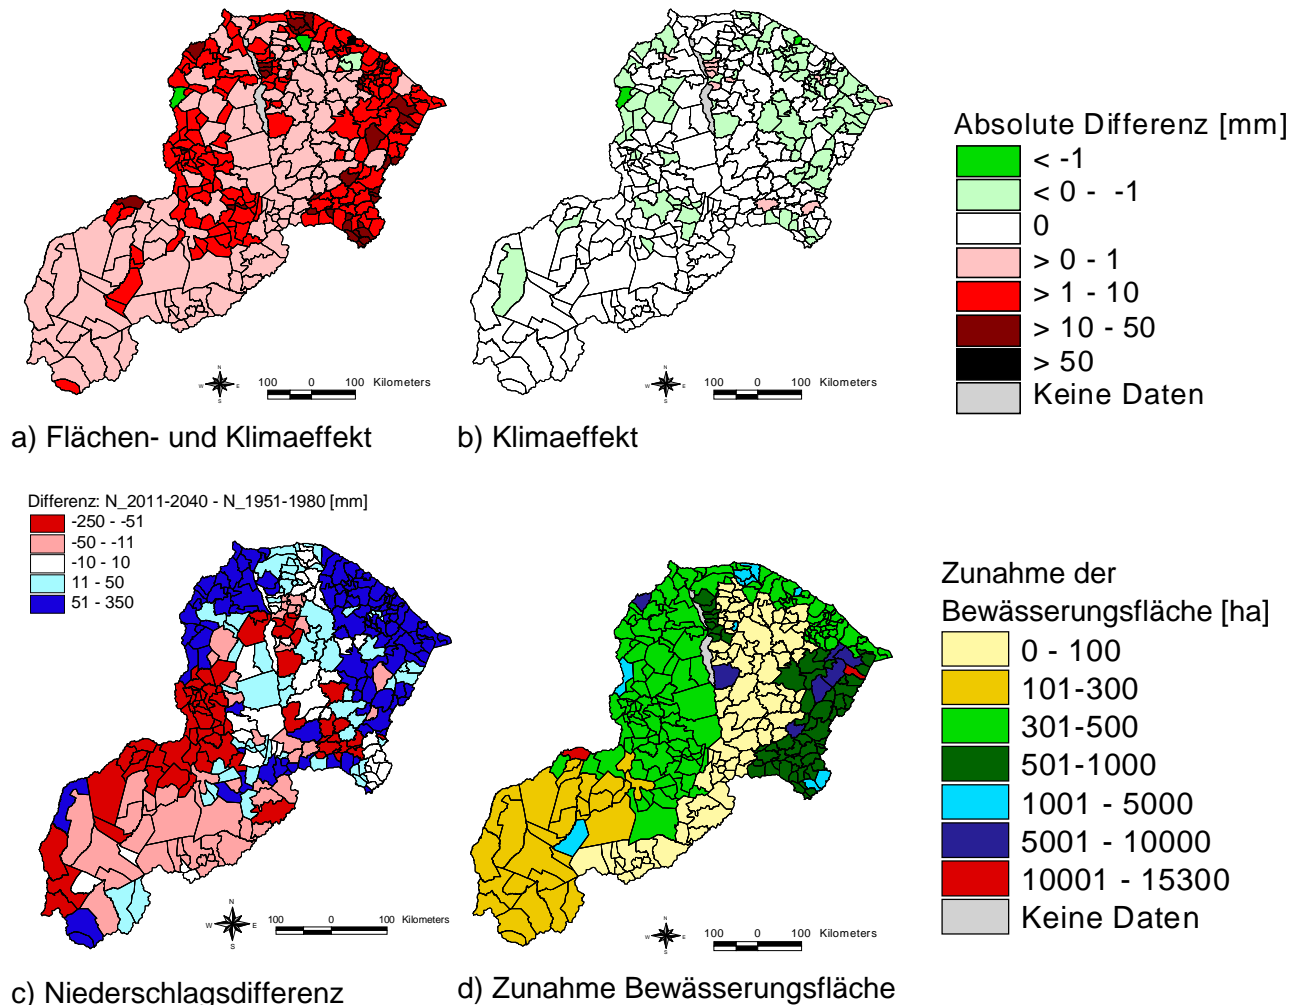 Absolute Differenz [mm]
< -1
< 0 - -1
0
> 0 - 1
> 1 - 10
> 10 - 50
> 50
Keine Daten
N
W E
S
100 0 100 Kilometers
N
W E
S
100 0 100 Kilometers
a) Flächen- und Klimaeffekt
b) Klimaeffekt
Differenz: N_2011-2040 - N_1951-1980 [mm]
-250 - -51
-50 - -11
-10 - 10
11 - 50
51 - 350
Zunahme der
Bewässerungsfläche [ha]
0 - 100
101-300
301-500
501-1000
1001 - 5000
5001 - 10000
10001 - 15300
Keine Daten
N
W E
S
100 0 100 Kilometers
N
W E
S
100 0 100 Kilometers
c) Niederschlagsdifferenz
d) Zunahme Bewässerungsfläche